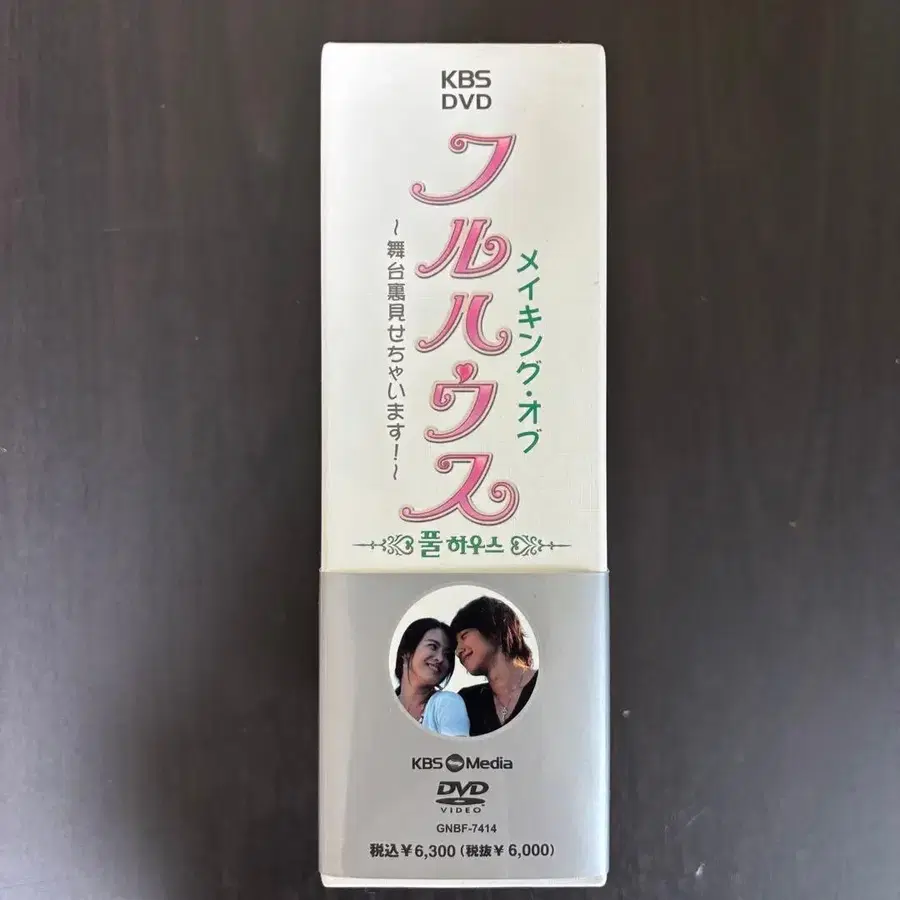 KBS
DVD
メイキング・オブ
フルハウス
～舞台裏見せちゃいます！～
풀하우스
KBS Media
DVD
VIDEO
GNBF-7414
税込￥6,300（税抜￥6,000）